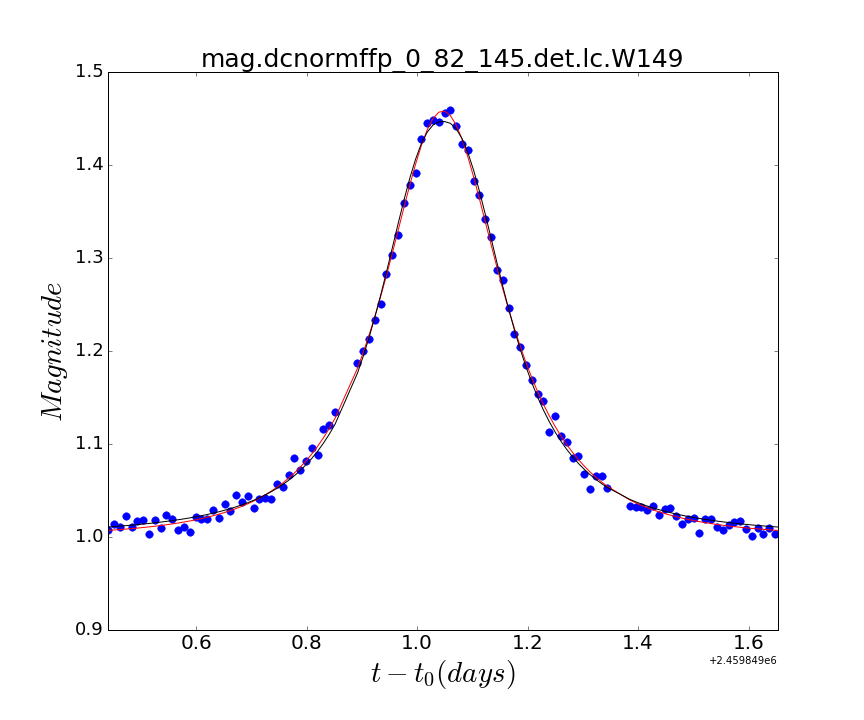 mag.dcnormffp_0_82_145.det.lc.W149
1.5
1.4
1.3
1.2
1.1
1.0
0.9
Magnitude
0.6 0.8 1.0 1.2 1.4 1.6
+2.459849e6
t − t₀(days)